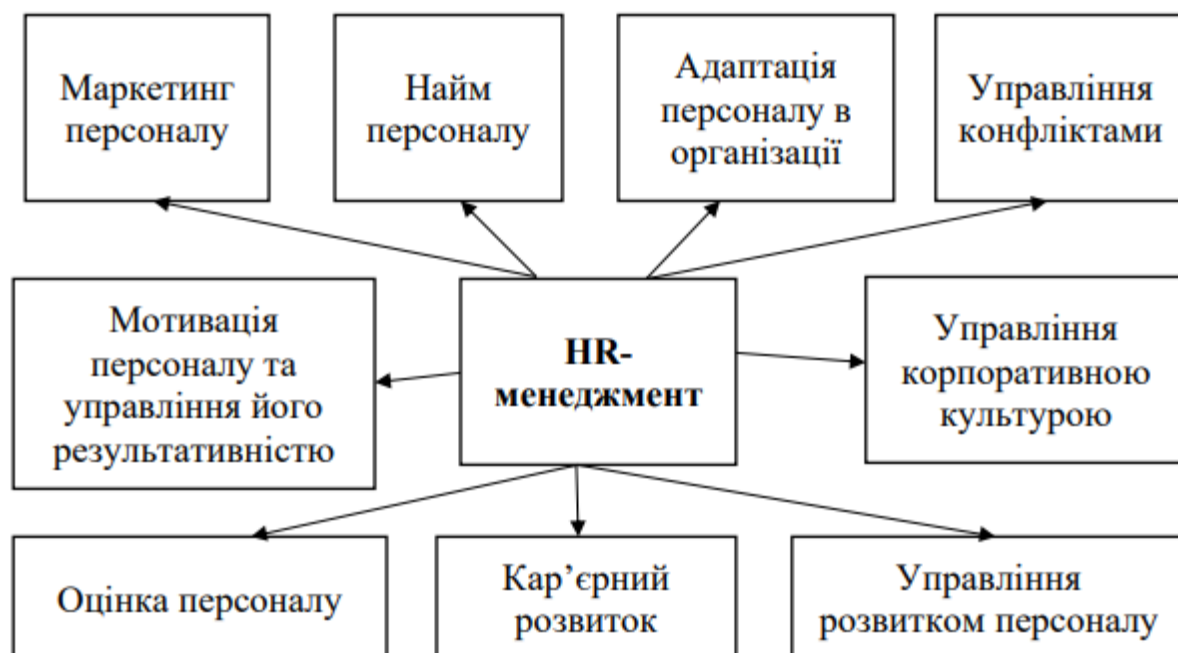 Маркетинг
персоналу
Найм
персоналу
Адаптація
персоналу в
організації
Управління
конфліктами
Мотивація
персоналу та
управління його
результативністю
HR-
менеджмент
Управління
корпоративною
культурою
Оцінка персоналу
Кар’єрний
розвиток
Управління
розвитком персоналу